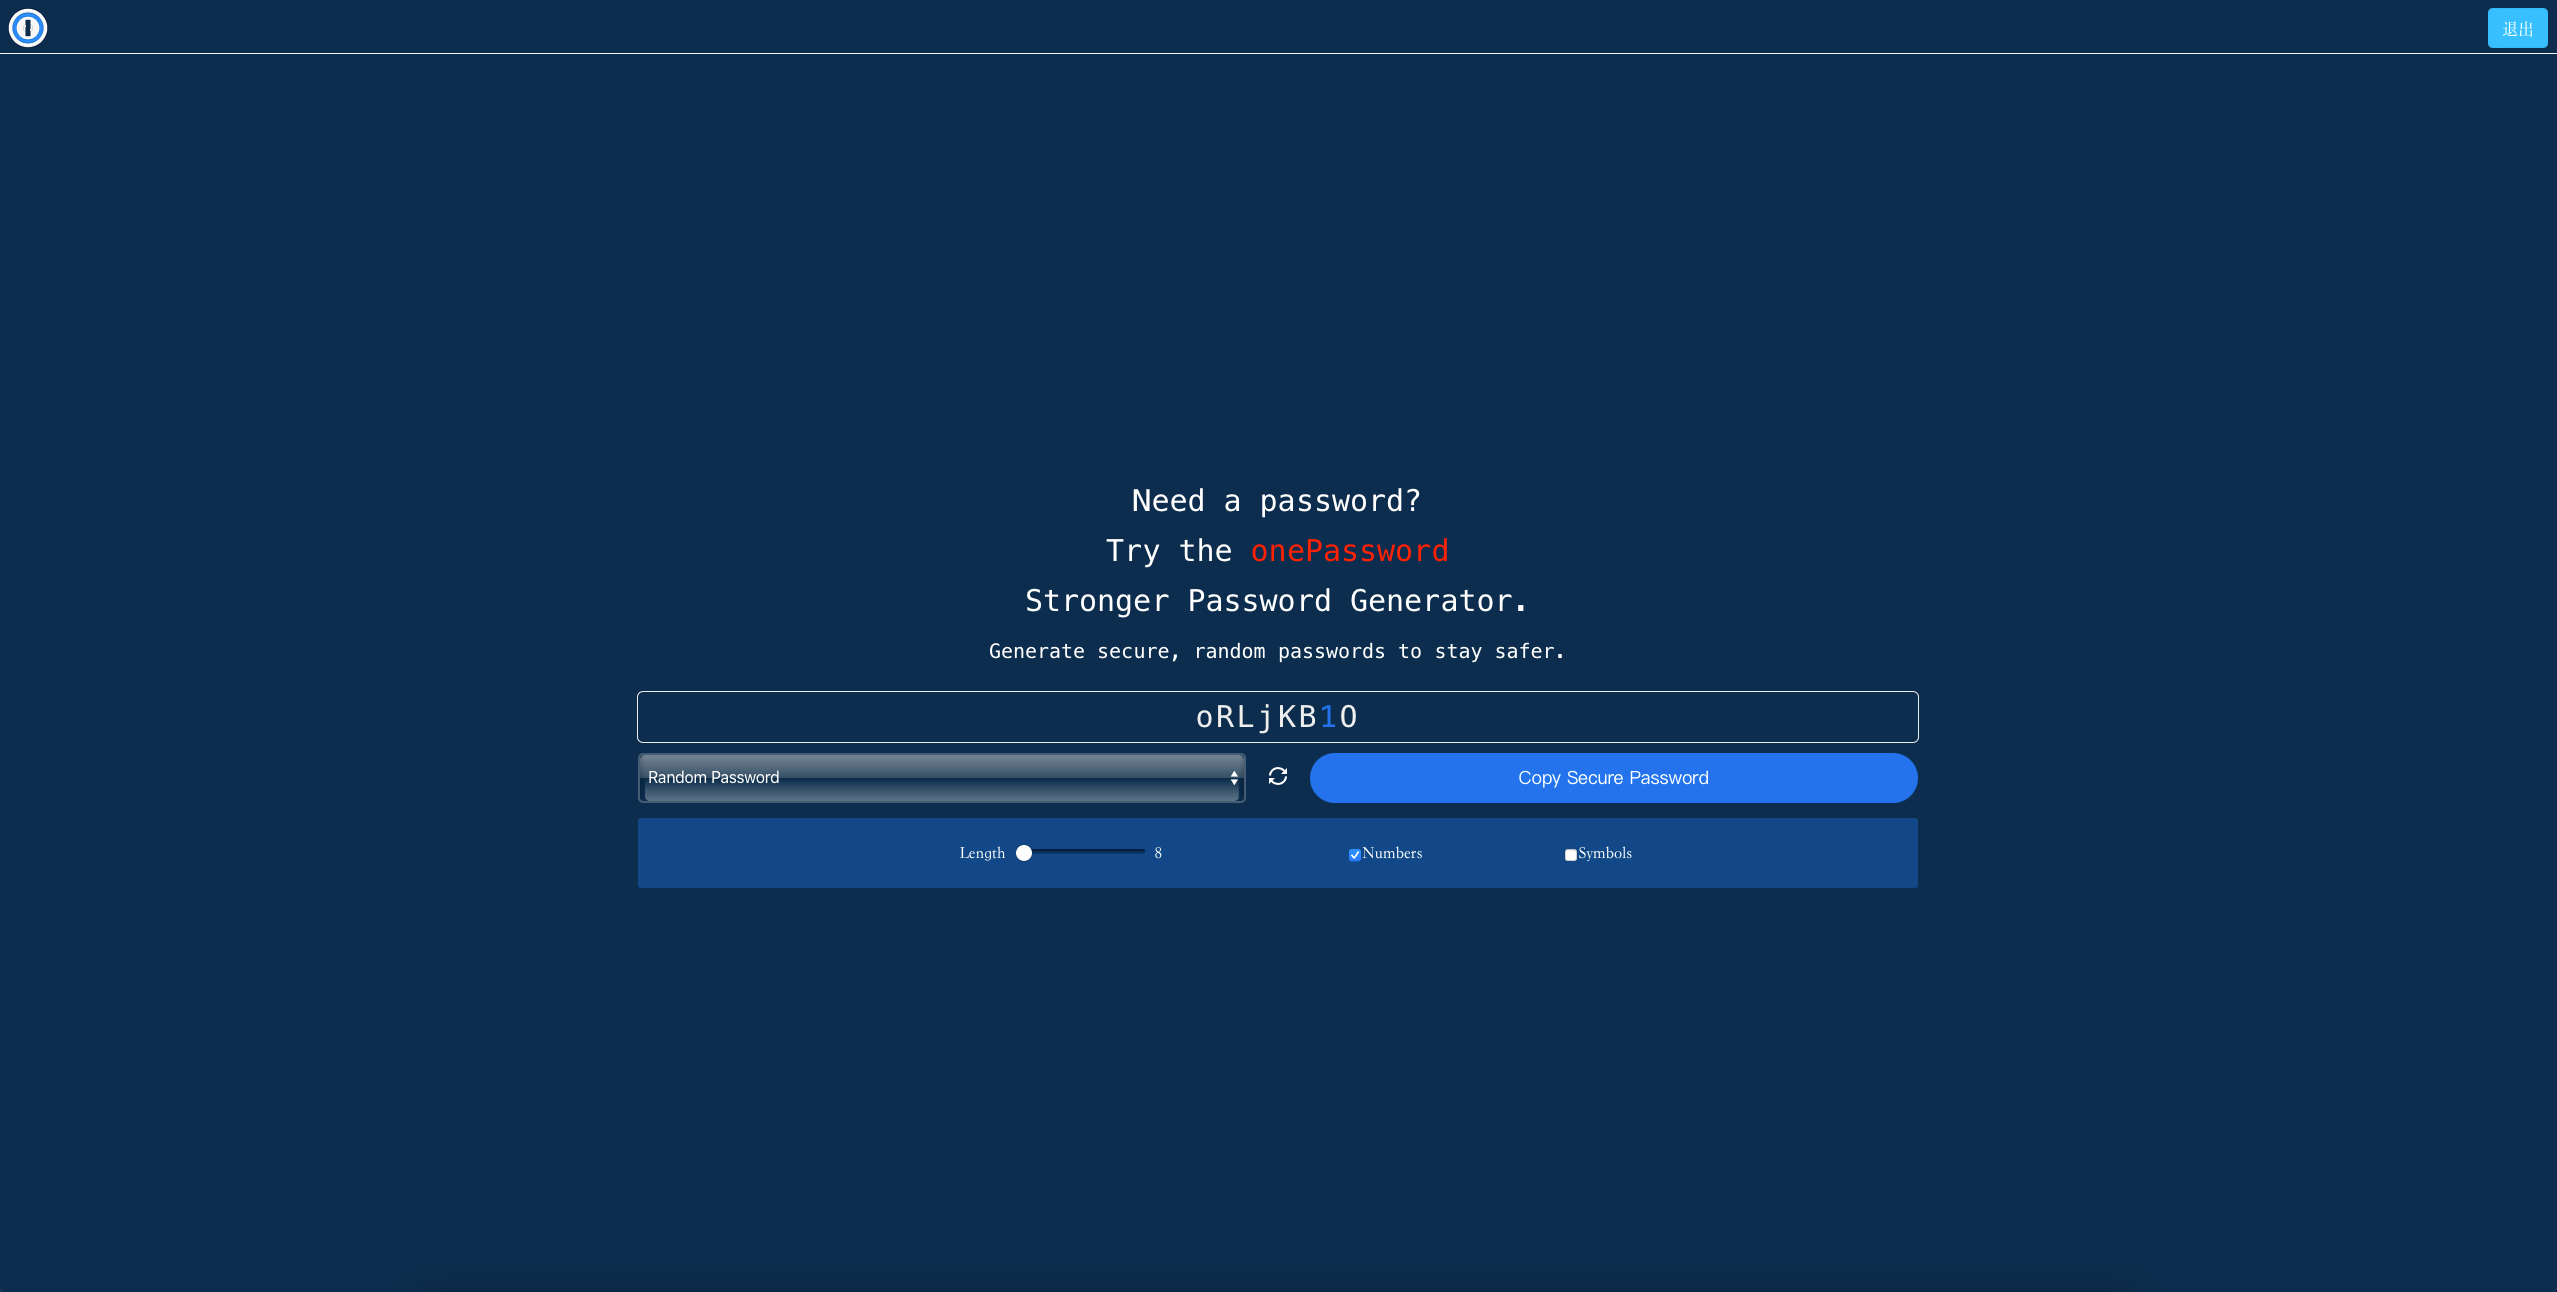 退出
Need a password?
Try the onePassword
Stronger Password Generator.
Generate secure, random passwords to stay safer.
oRLjKB1O
Random Password
Copy Secure Password
Length 8 Numbers Symbols